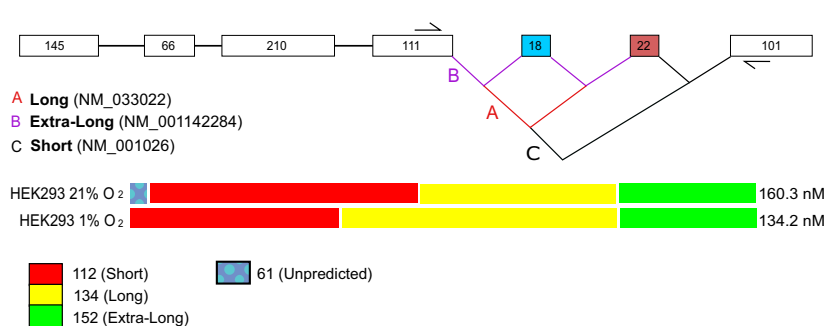 145 66 210 111 18 22 101
B
A Long (NM_033022)
B Extra-Long (NM_001142284)
A
C Short (NM_001026)
C
HEK293 21% O2 160.3 nM
HEK293 1% O2 134.2 nM
112 (Short) 61 (Unpredicted)
134 (Long)
152 (Extra-Long)